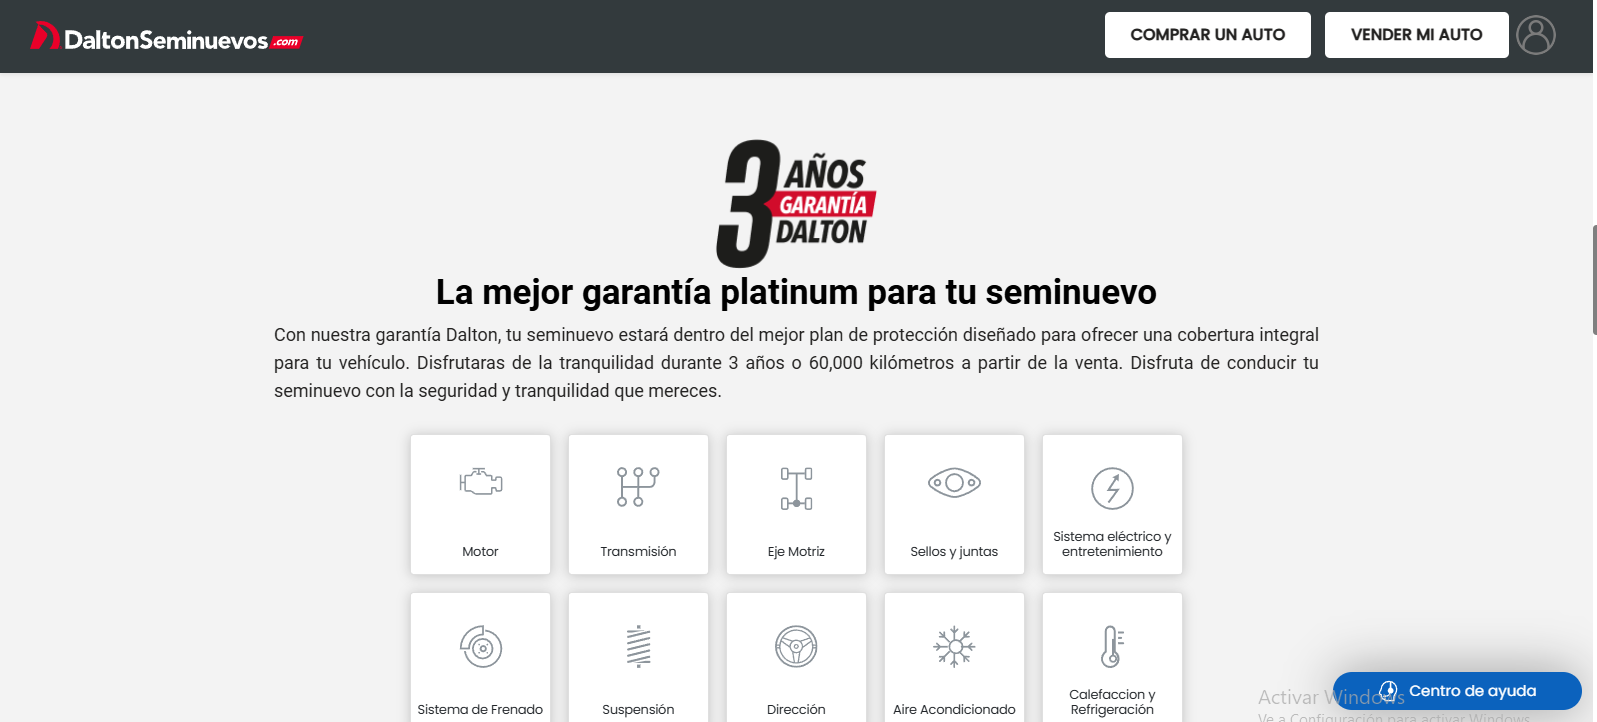 DaltonSeminuevos.com
COMPRAR UN AUTO
VENDER MI AUTO
3 AÑOS
GARANTÍA
DALTON
La mejor garantía platinum para tu seminuevo
Con nuestra garantía Dalton, tu seminuevo estará dentro del mejor plan de protección diseñado para ofrecer una cobertura integral
para tu vehículo. Disfrutaras de la tranquilidad durante 3 años o 60,000 kilómetros a partir de la venta. Disfruta de conducir tu
seminuevo con la seguridad y tranquilidad que mereces.
Motor
Transmisión
Eje Motriz
Sellos y juntas
Sistema eléctrico y
entretenimiento
Sistema de Frenado
Suspensión
Dirección
Aire Acondicionado
Calefaccion y
Refrigeración
Centro de ayuda
Activar Windows
Ve a Configuración para activar Windows.